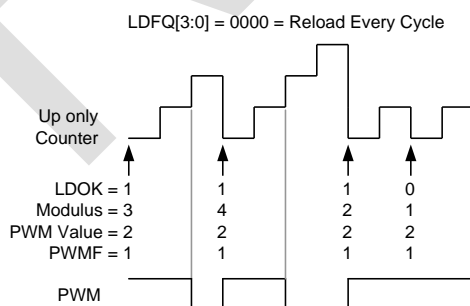 LDFQ[3:0] = 0000 = Reload Every Cycle
Up only
Counter
LDOK = 1 1 1 0
Modulus = 3 4 2 1
PWM Value = 2 2 2 2
PWMF = 1 1 1 1
PWM